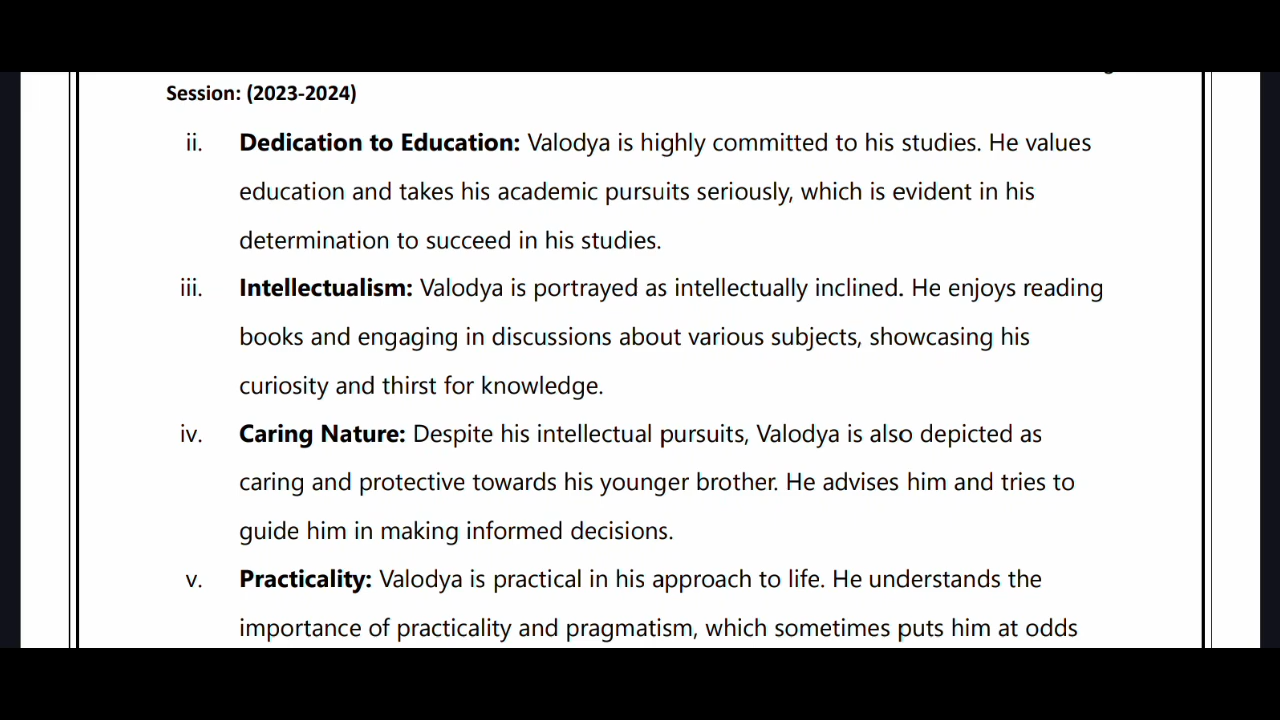 Session: (2023-2024)
ii. Dedication to Education: Valodya is highly committed to his studies. He values
education and takes his academic pursuits seriously, which is evident in his
determination to succeed in his studies.
iii. Intellectualism: Valodya is portrayed as intellectually inclined. He enjoys reading
books and engaging in discussions about various subjects, showcasing his
curiosity and thirst for knowledge.
iv. Caring Nature: Despite his intellectual pursuits, Valodya is also depicted as
caring and protective towards his younger brother. He advises him and tries to
guide him in making informed decisions.
v. Practicality: Valodya is practical in his approach to life. He understands the
importance of practicality and pragmatism, which sometimes puts him at odds